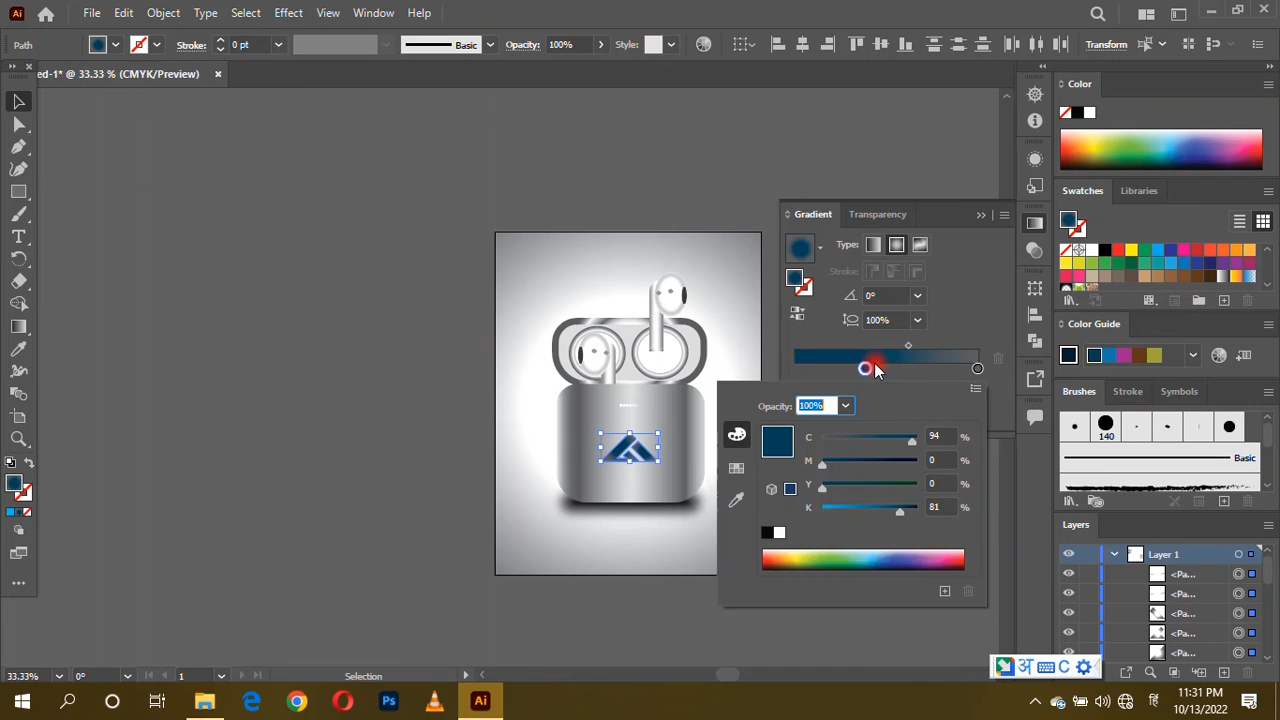 Ai File Edit Object Type Select Effect View Window Help
Path Stroke: 0 pt Basic Opacity: 100% Style: Transform
ed-1* @ 33.33 % (CMYK/Preview)
Color
Swatches Libraries
Gradient Transparency
Type:
Stroke:
0°
100%
Color Guide
Opacity: 100%
Brushes Stroke Symbols
140
C 94 %
M 0 %
Basic
Y 0 %
K 81 %
Layers
Layer 1
<Pa...
<Pa...
<Pa...
<Pa...
<Pa...
33.33% 0° 1 Selection
अ C
Ps Ai
11:31 PM
10/13/2022